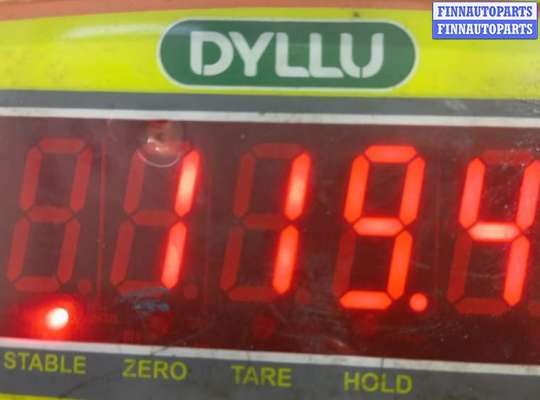 FINNAUTOPARTS
FINNAUTOPARTS
DYLLU
119.4
STABLE ZERO TARE HOLD